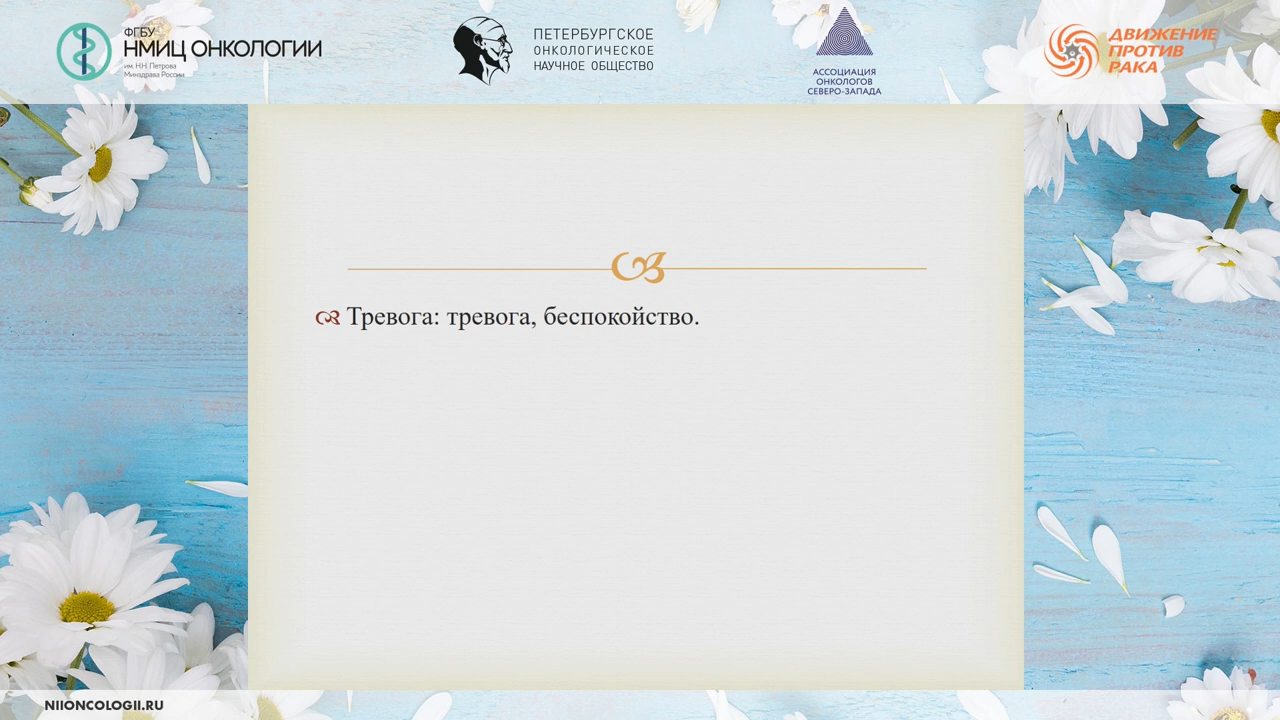 ФГБУ
НМИЦ ОНКОЛОГИИ
им. Н.Н. Петрова
Минздрава России
ПЕТЕРБУРГСКОЕ
ОНКОЛОГИЧЕСКОЕ
НАУЧНОЕ ОБЩЕСТВО
АССОЦИАЦИЯ
ОНКОЛОГОВ
СЕВЕРО-ЗАПАДА
ДВИЖЕНИЕ
ПРОТИВ
РАКА
Тревога: тревога, беспокойство.
NIIONCOLOGII.RU